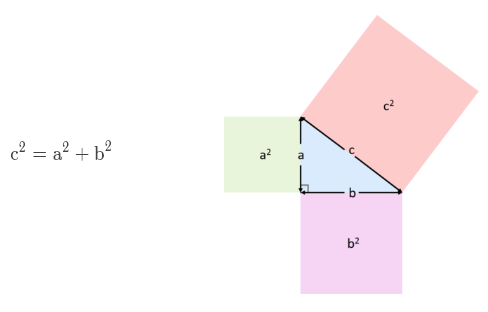 c²
c² = a² + b²
a²
a
c
b
b²